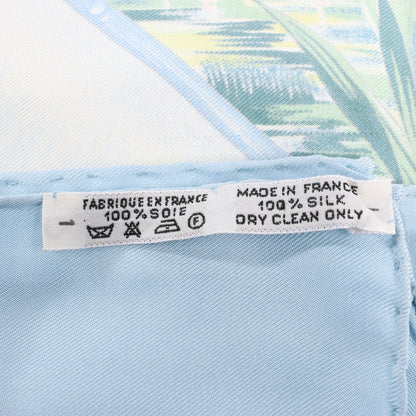 FABRIQUE EN FRANCE
100% SOIE
MADE IN FRANCE
100% SILK
DRY CLEAN ONLY